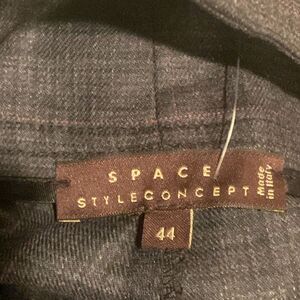 SPACE
STYLECONCEPT
Made
in Italy
44